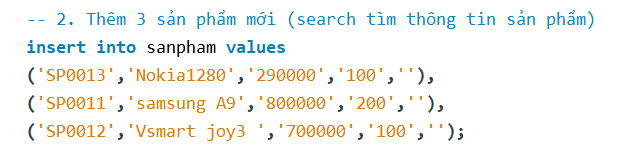 -- 2. Thêm 3 sản phẩm mới (search tìm thông tin sản phẩm)
insert into sanpham values
('SP0013','Nokia1280','290000','100',''),
('SP0011','samsung A9','800000','200',''),
('SP0012','Vsmart joy3 ','700000','100','');